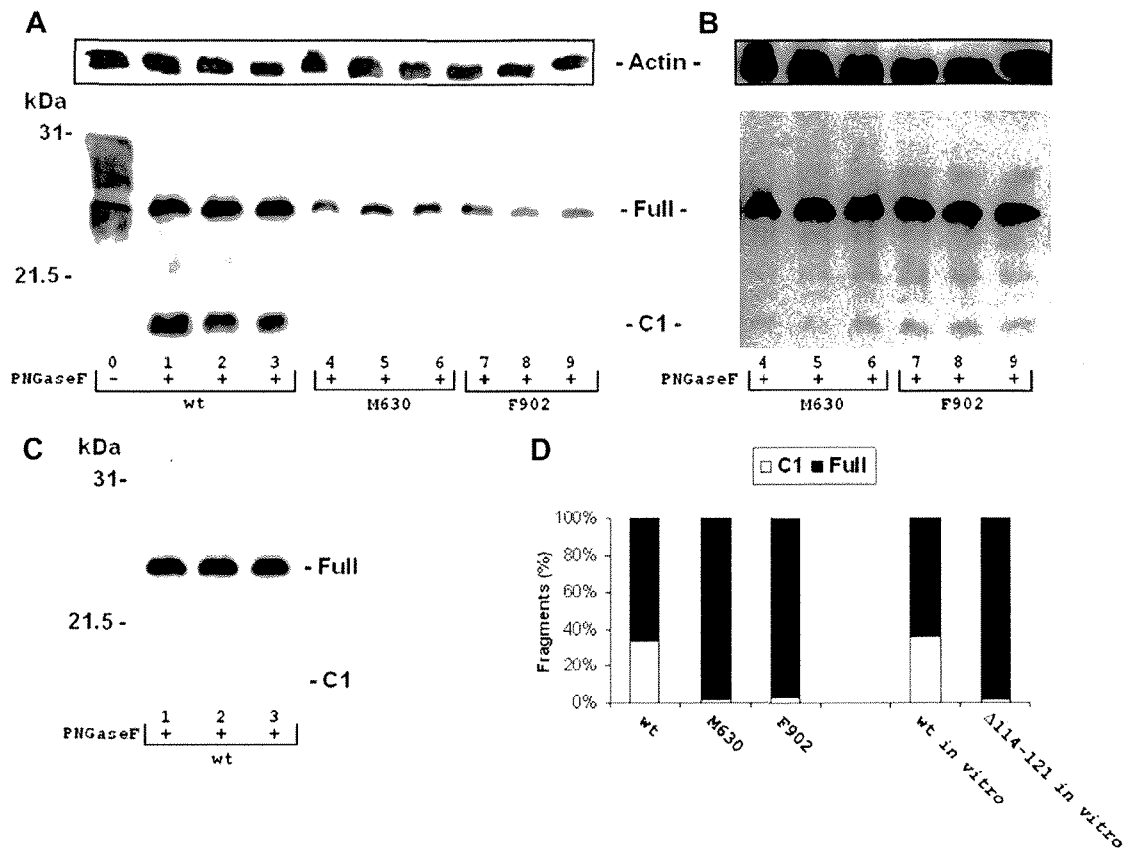 A
B
- Actin -
kDa
31-
- Full -
21.5 -
- C1 -
0 1 2 3 4 5 6 7 8 9
PNGaseF - + + + + + + + + +
wt M630 F902
4 5 6 7 8 9
PNGaseF + + + + + +
M630 F902
C
kDa
31-
- Full
21.5 -
- C1
1 2 3
PNGaseF + + +
wt
D
C1 Full
100%
80%
60%
40%
20%
0%
Fragments (%)
wt
M630
F902
wt in vitro
Δ114-121 in vitro